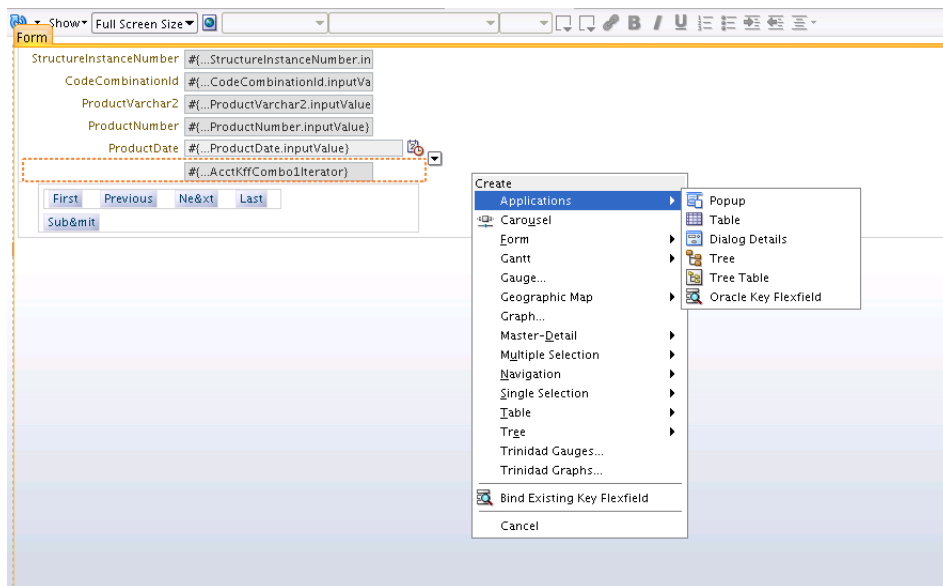 Show Full Screen Size B I U
Form
StructureInstanceNumber #{...StructureInstanceNumber.in
CodeCombinationId #{...CodeCombinationId.inputVa
ProductVarchar2 #{...ProductVarchar2.inputValue
ProductNumber #{...ProductNumber.inputValue}
ProductDate #{...ProductDate.inputValue}
#{...AcctKffCombo1Iterator}
First Previous Ne&xt Last
Sub&mit
Create
Applications
Carousel
Form
Gantt
Gauge...
Geographic Map
Graph...
Master-Detail
Multiple Selection
Navigation
Single Selection
Table
Tree
Trinidad Gauges...
Trinidad Graphs...
Bind Existing Key Flexfield
Cancel
Popup
Table
Dialog Details
Tree
Tree Table
Oracle Key Flexfield